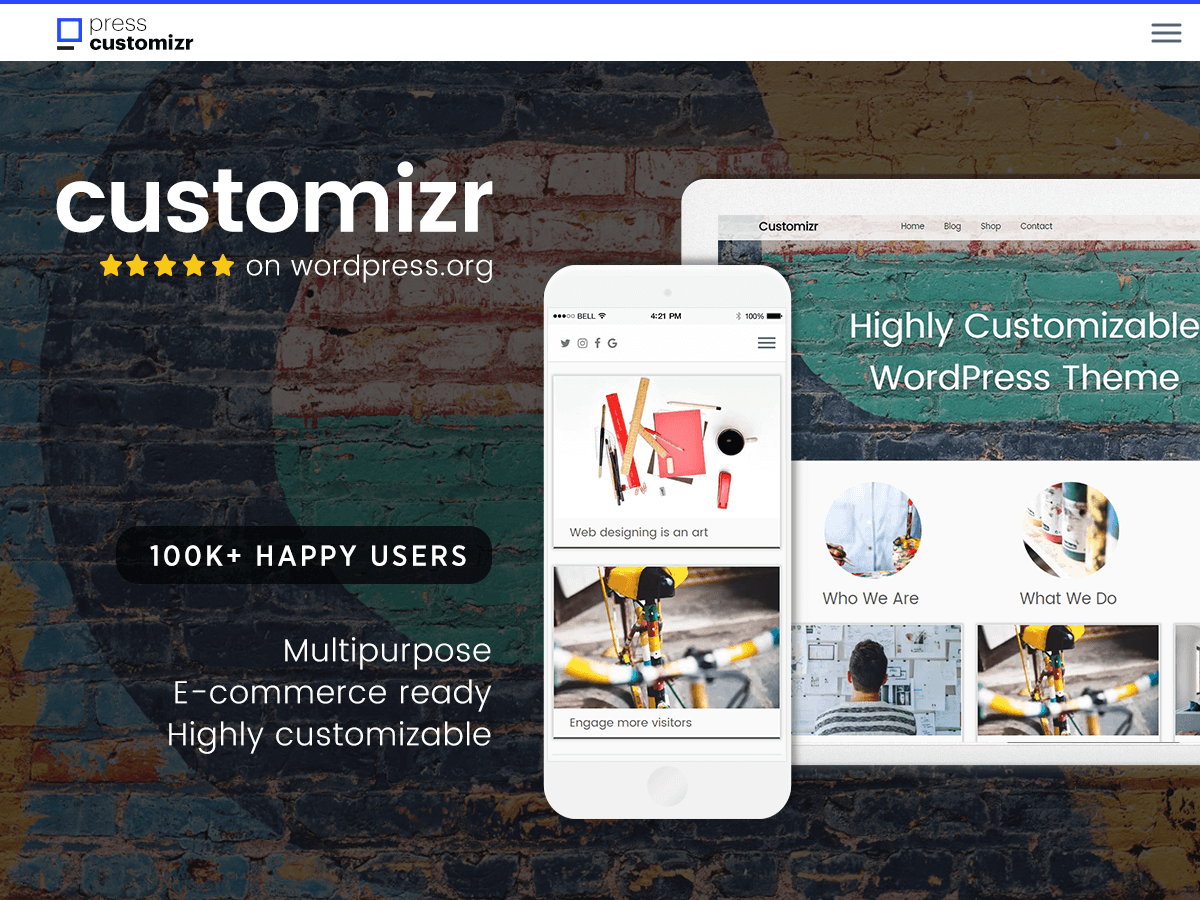 press
customizr
customizr
on wordpress.org
100K+ HAPPY USERS
Multipurpose
E-commerce ready
Highly customizable
BELL
4:21 PM
100%
Web designing is an art
Engage more visitors
Customizr
Home Blog Shop Contact
Highly Customizable
WordPress Theme
Who We Are
What We Do